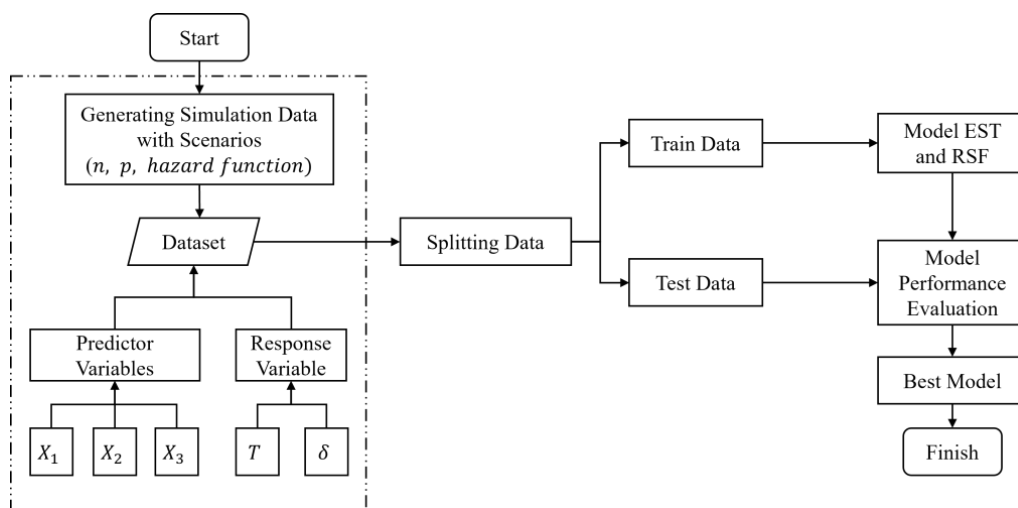 Start
Generating Simulation Data
with Scenarios
(n, p, hazard function)
Dataset
Predictor
Variables
Response
Variable
X₁
X₂
X₃
T
δ
Splitting Data
Train Data
Test Data
Model EST
and RSF
Model
Performance
Evaluation
Best Model
Finish